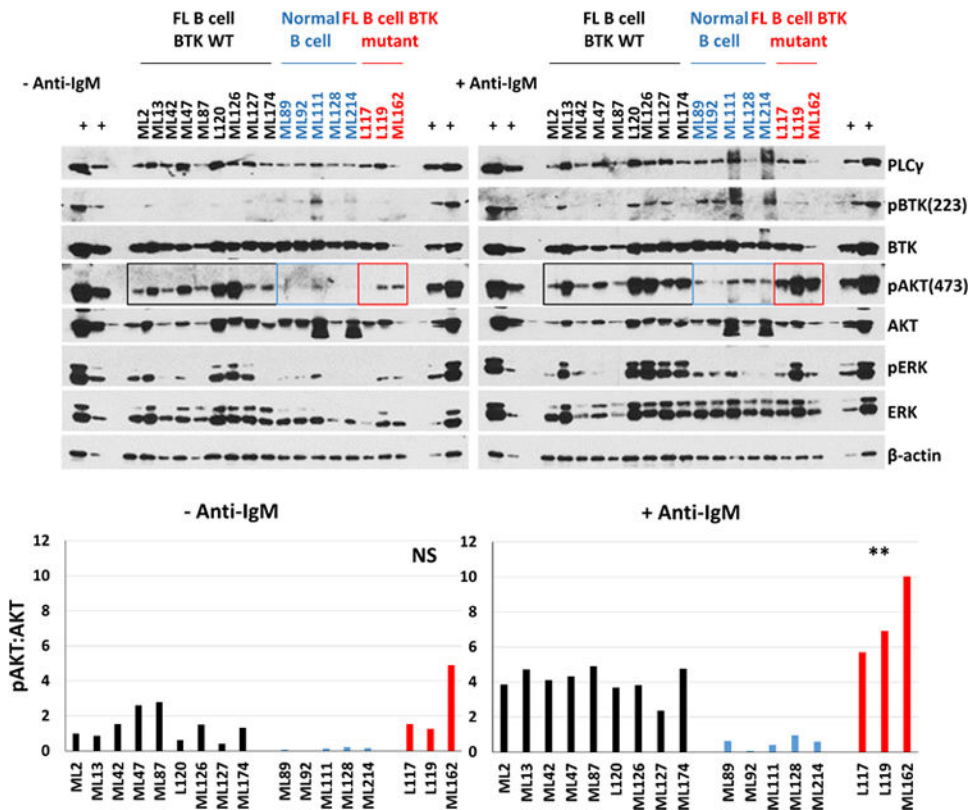 FL B cell
BTK WT
Normal
B cell
FL B cell BTK
mutant
- Anti-IgM
+ +
ML2 ML13 ML42 ML47 ML87 L120 ML126 ML127 ML174 ML89 ML92 ML111 ML128 ML214 L117 L119 ML162
+ +
FL B cell
BTK WT
Normal
B cell
FL B cell BTK
mutant
+ Anti-IgM
+ +
ML2 ML13 ML42 ML47 ML87 L120 ML126 ML127 ML174 ML89 ML92 ML111 ML128 ML214 L117 L119 ML162
+ +
PLCγ
pBTK(223)
BTK
pAKT(473)
AKT
pERK
ERK
β-actin
- Anti-IgM
NS
pAKT:AKT
12
10
8
6
4
2
0
ML2 ML13 ML42 ML47 ML87 L120 ML126 ML127 ML174 ML89 ML92 ML111 ML128 ML214 L117 L119 ML162
+ Anti-IgM
**
12
10
8
6
4
2
0
ML2 ML13 ML42 ML47 ML87 L120 ML126 ML127 ML174 ML89 ML92 ML111 ML128 ML214 L117 L119 ML162